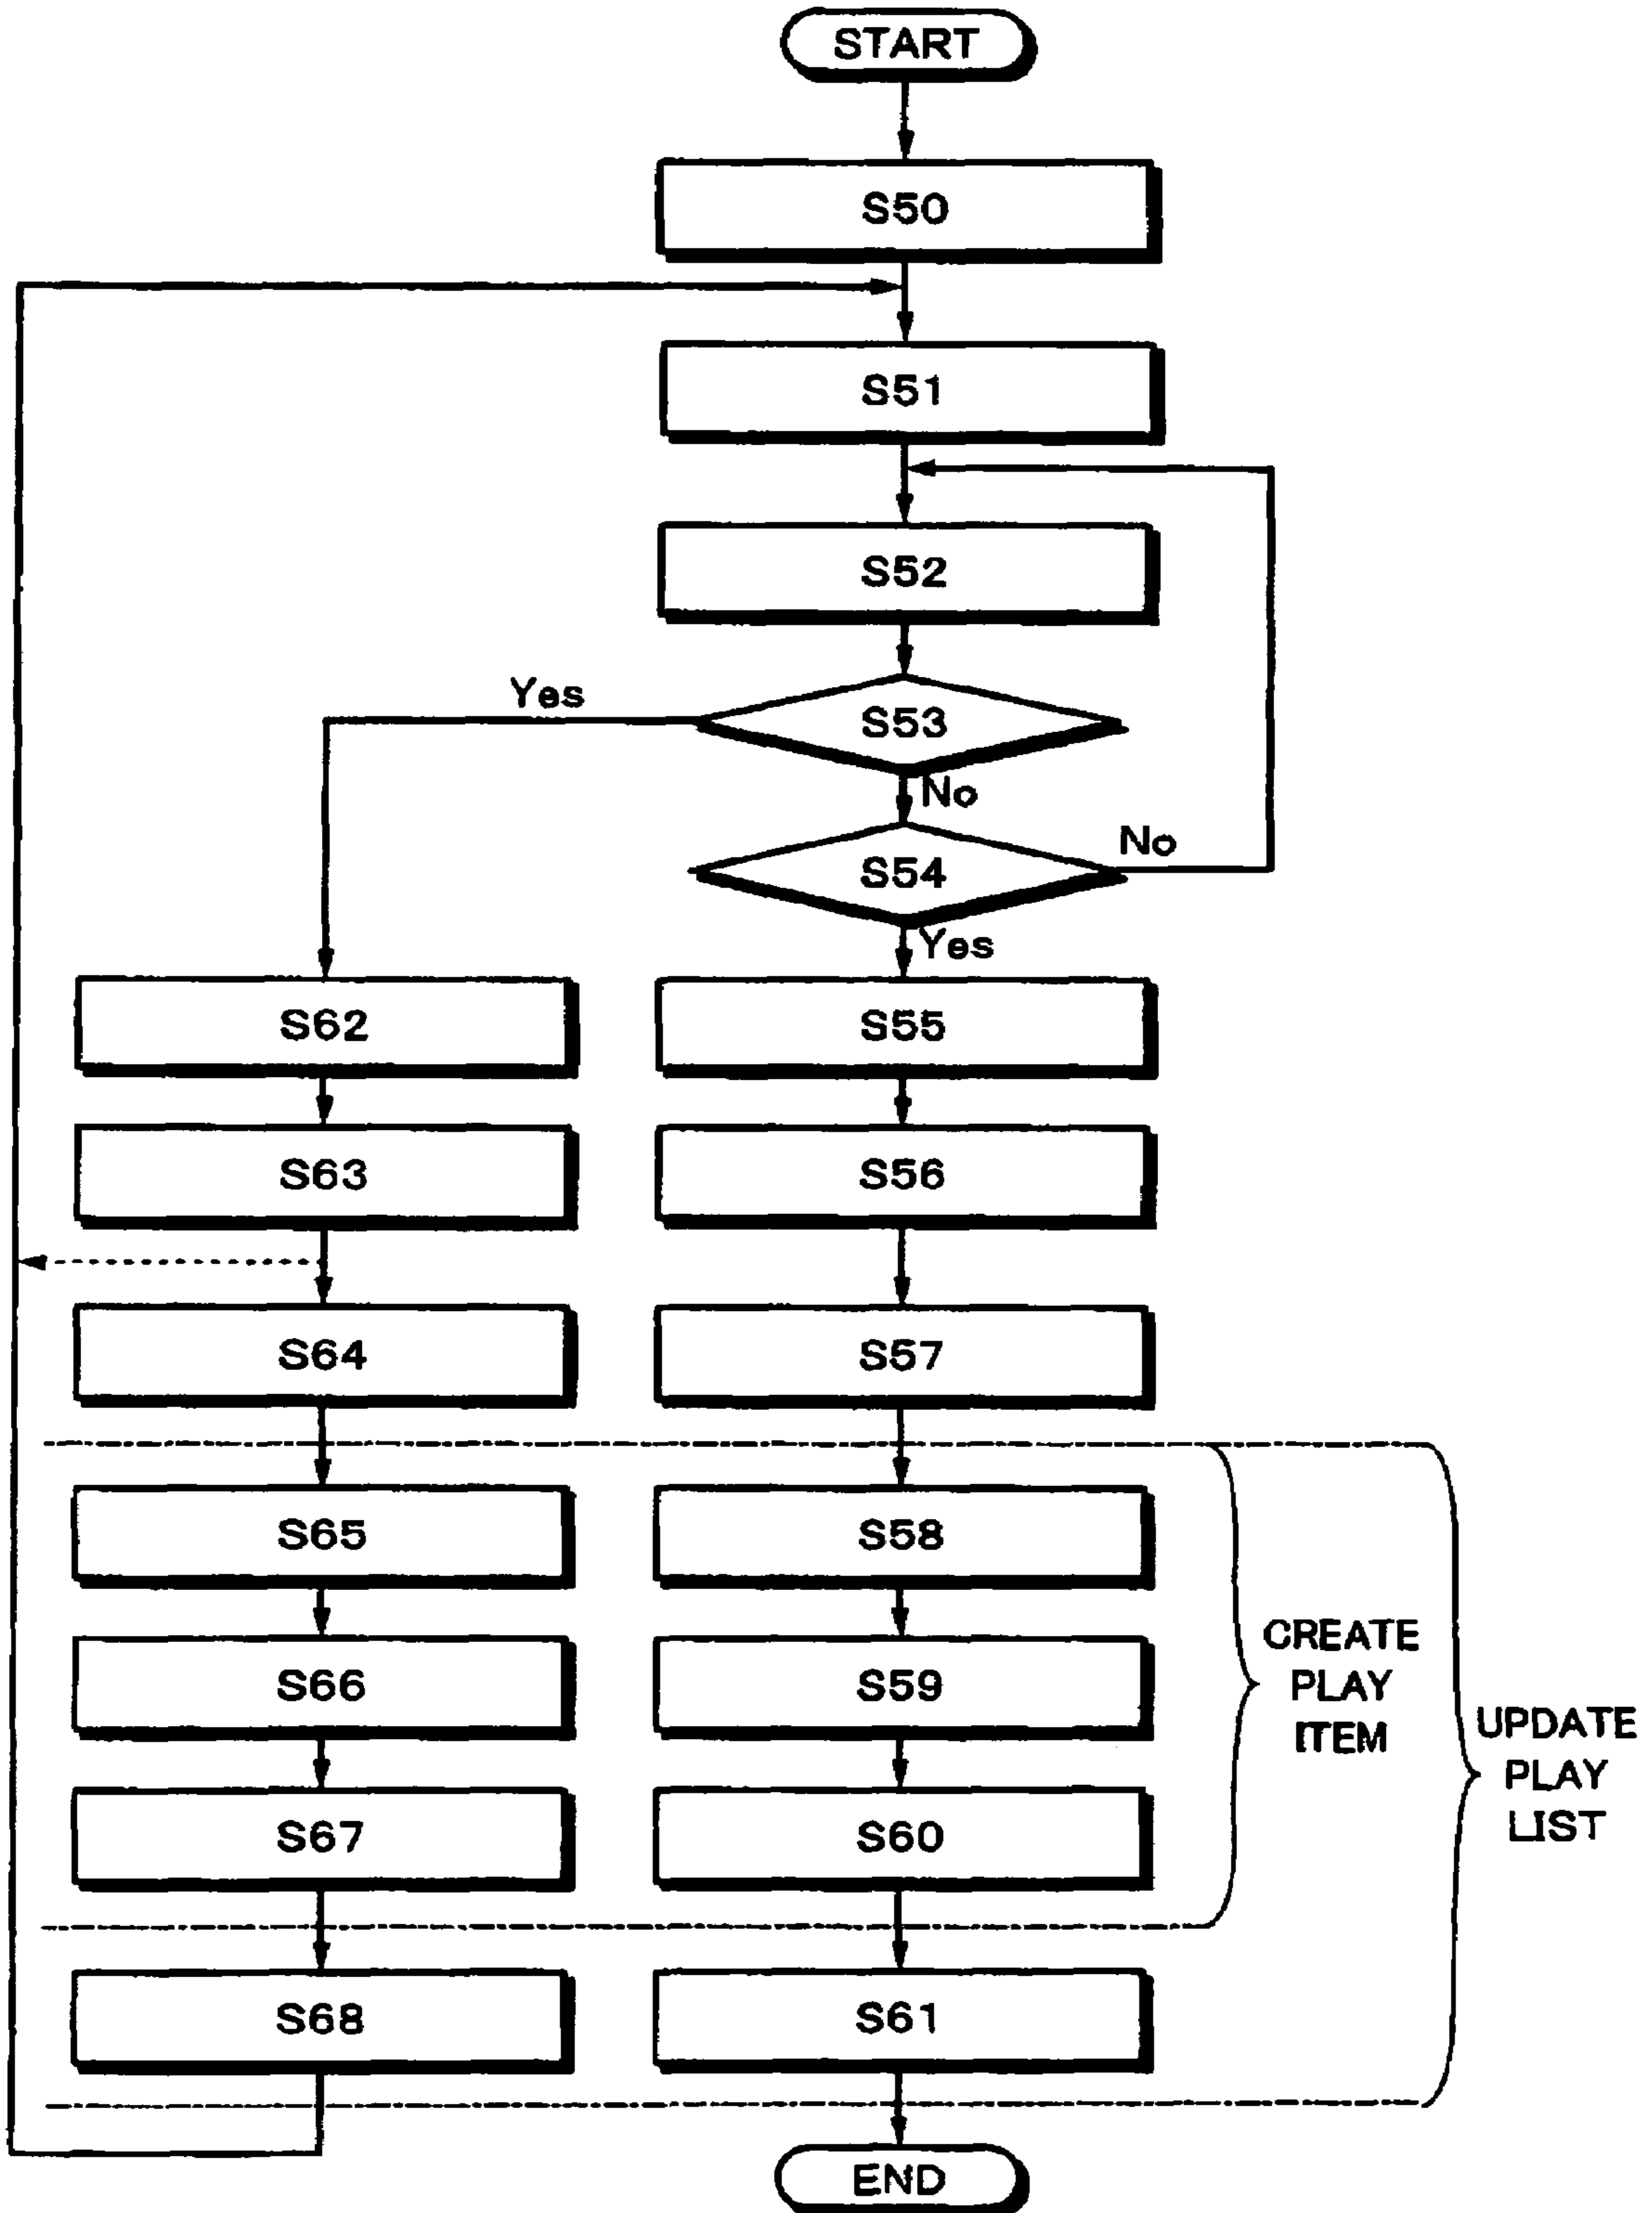 START
S50
S51
S52
Yes
S53
No
No
S54
Yes
S62
S55
S63
S56
S64
S57
S65
S58
S66
S59
CREATE
PLAY
ITEM
UPDATE
PLAY
LIST
S67
S60
S68
S61
END